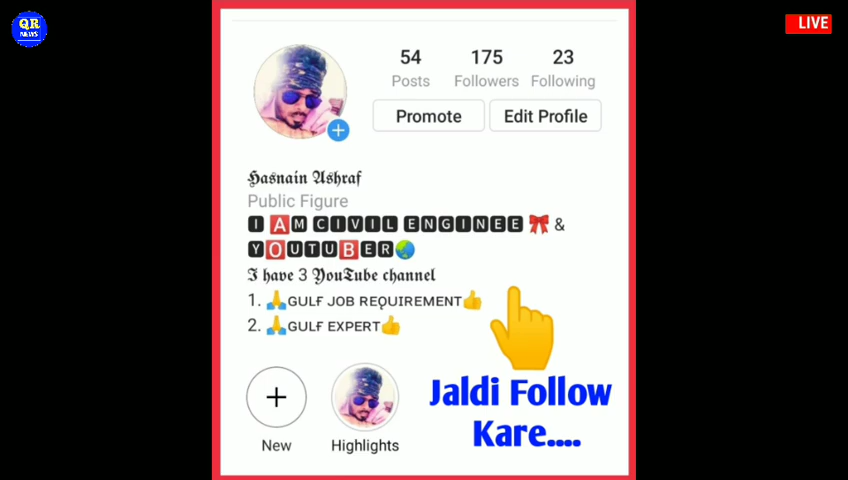 QR
NEWS
LIVE
54 175 23
Posts Followers Following
Promote Edit Profile
Hasnain Ashraf
Public Figure
I AM CIVIL ENGINEE 🎀 &
YOUTUBER🌏
I have 3 YouTube channel
1. 🙏GULF JOB REQUIREMENT👍
2. 🙏GULF EXPERT👍
New Highlights
Jaldi Follow
Kare....